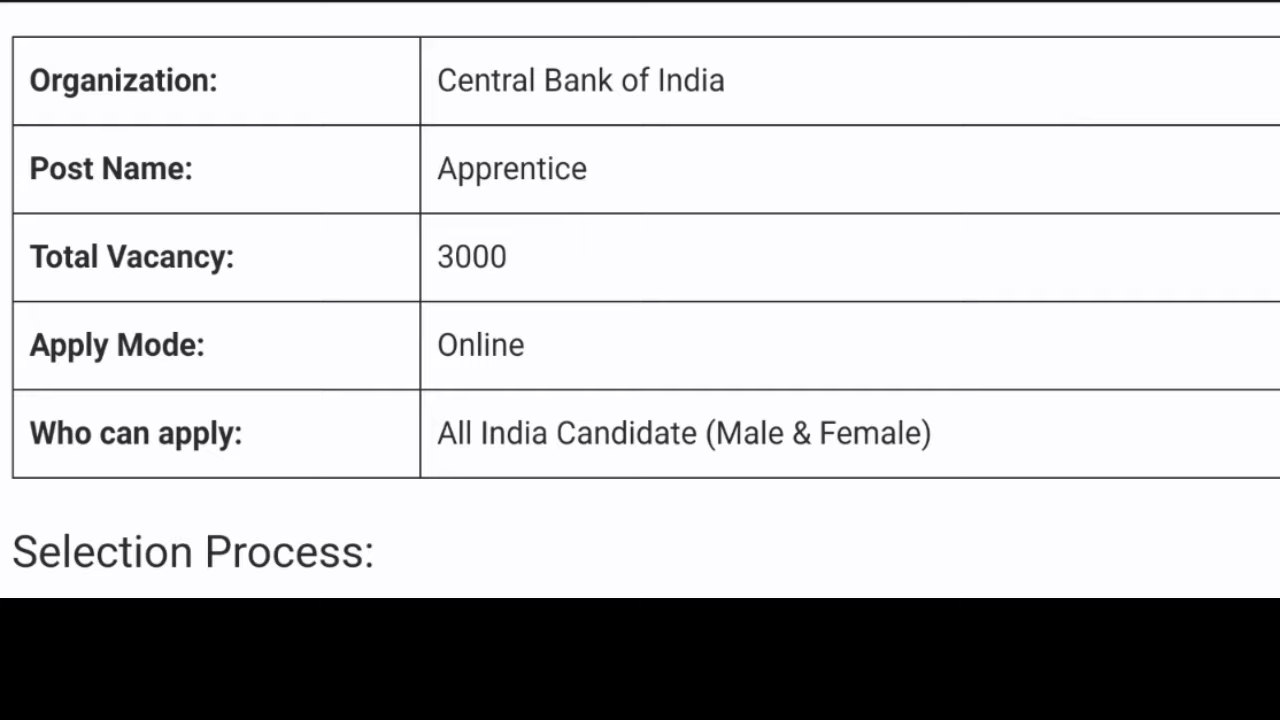 Organization: Central Bank of India
Post Name: Apprentice
Total Vacancy: 3000
Apply Mode: Online
Who can apply: All India Candidate (Male & Female)
Selection Process: